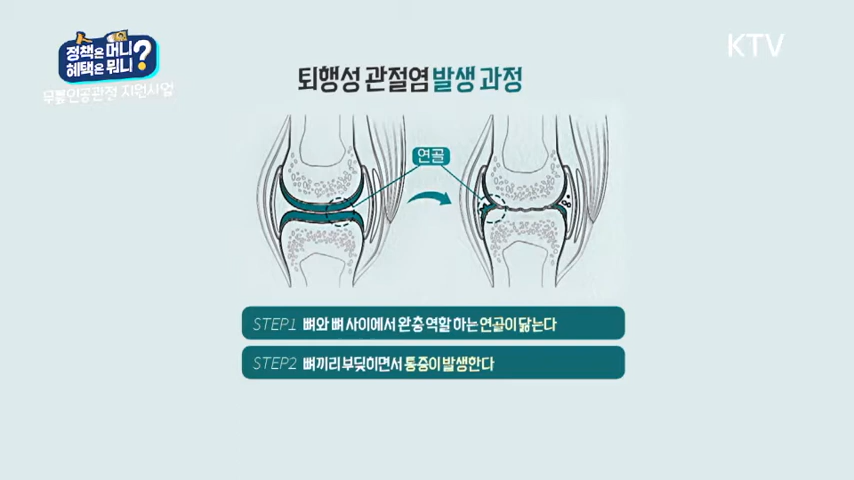 정책은 머니
혜택은 뭐니?
무릎인공관절 지원사업
KTV
퇴행성 관절염 발생 과정
연골
STEP1 뼈와 뼈 사이에서 완충 역할 하는 연골이 닳는다
STEP2 뼈끼리 부딪히면서 통증이 발생한다